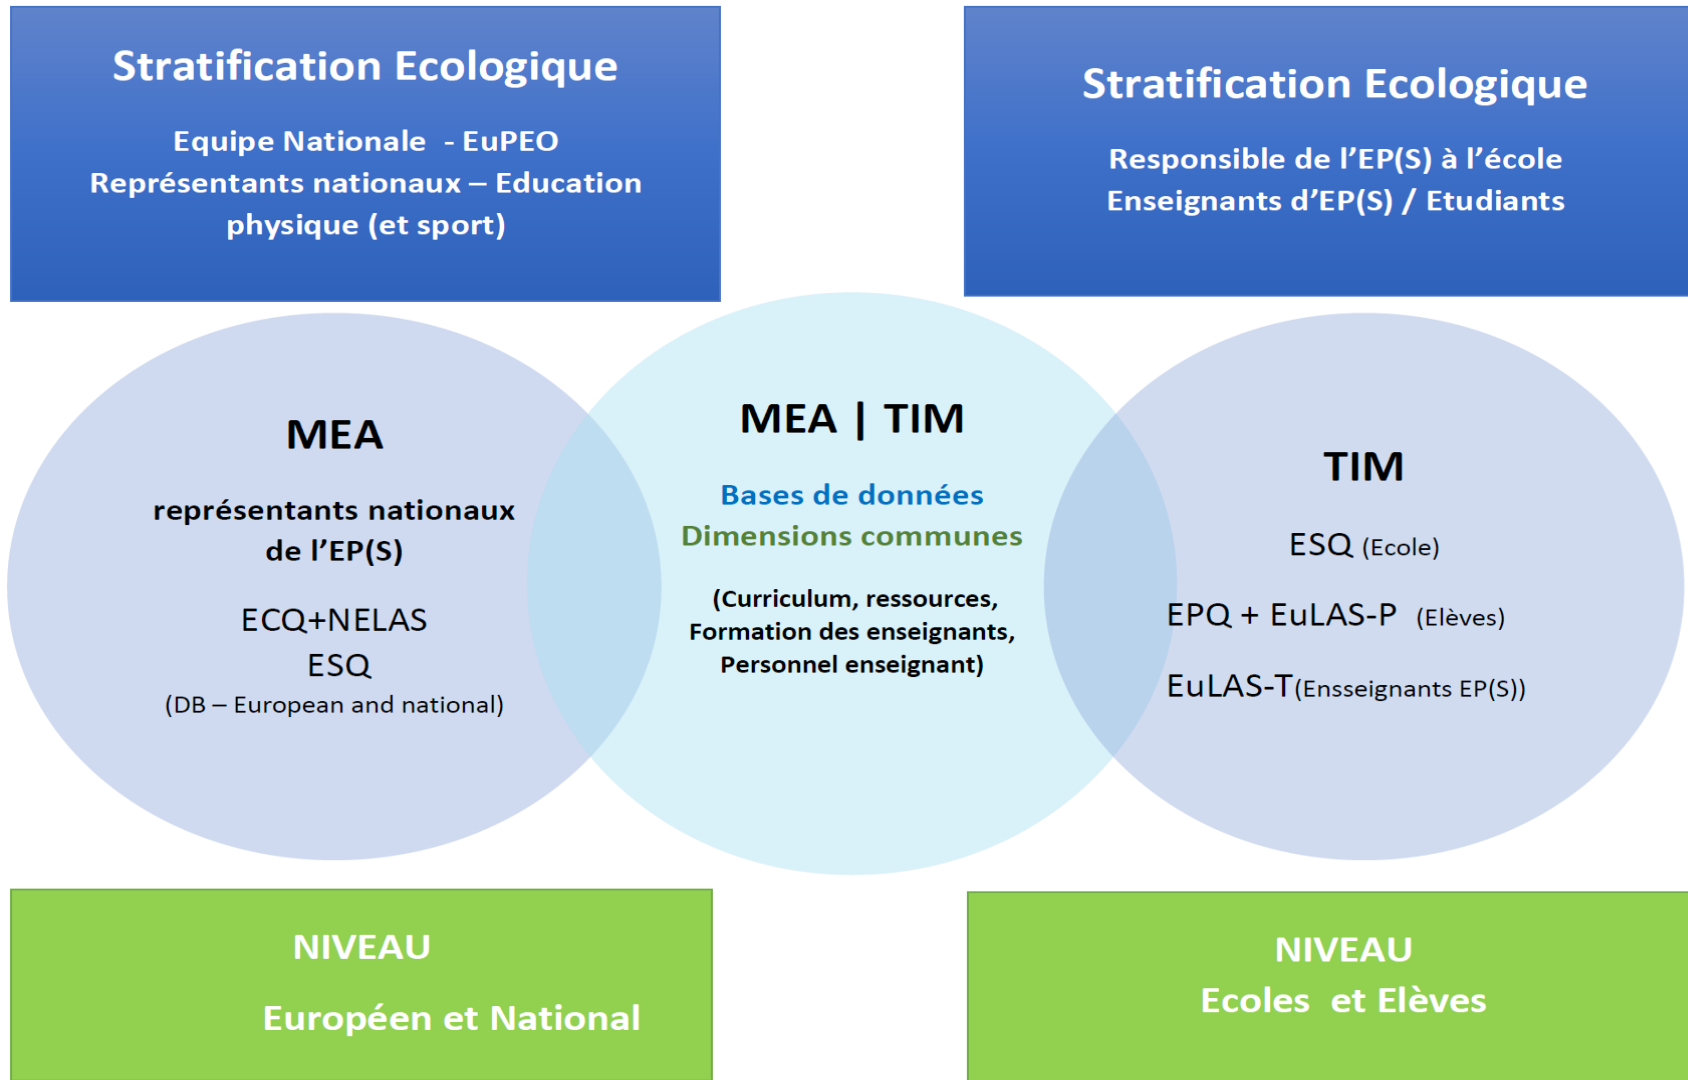 Stratification Ecologique
Equipe Nationale - EuPEO
Représentants nationaux – Education
physique (et sport)
Stratification Ecologique
Responsible de l’EP(S) à l’école
Enseignants d’EP(S) / Etudiants
MEA
représentants nationaux
de l’EP(S)
ECQ+NELAS
ESQ
(DB – European and national)
MEA | TIM
Bases de données
Dimensions communes
(Curriculum, ressources,
Formation des enseignants,
Personnel enseignant)
TIM
ESQ (Ecole)
EPQ + EuLAS-P (Elèves)
EuLAS-T(Ensseignants EP(S))
NIVEAU
Européen et National
NIVEAU
Ecoles et Elèves